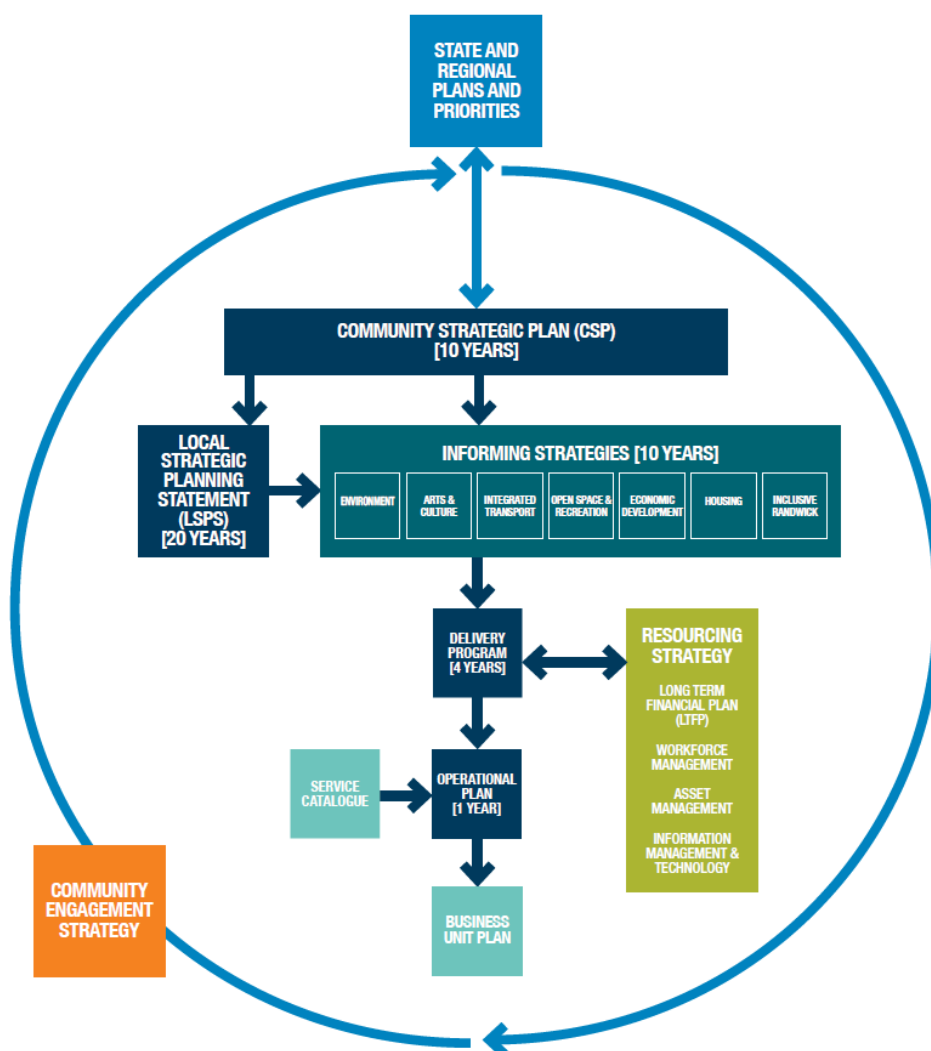 STATE AND
REGIONAL
PLANS AND
PRIORITIES
COMMUNITY STRATEGIC PLAN (CSP)
[10 YEARS]
LOCAL
STRATEGIC
PLANNING
STATEMENT
(LSPS)
[20 YEARS]
INFORMING STRATEGIES [10 YEARS]
ENVIRONMENT
ARTS &
CULTURE
INTEGRATED
TRANSPORT
OPEN SPACE &
RECREATION
ECONOMIC
DEVELOPMENT
HOUSING
INCLUSIVE
RANDWICK
DELIVERY
PROGRAM
[4 YEARS]
RESOURCING
STRATEGY
LONG TERM
FINANCIAL PLAN
(LTFP)
WORKFORCE
MANAGEMENT
ASSET
MANAGEMENT
INFORMATION
MANAGEMENT &
TECHNOLOGY
SERVICE
CATALOGUE
OPERATIONAL
PLAN
[1 YEAR]
COMMUNITY
ENGAGEMENT
STRATEGY
BUSINESS
UNIT PLAN